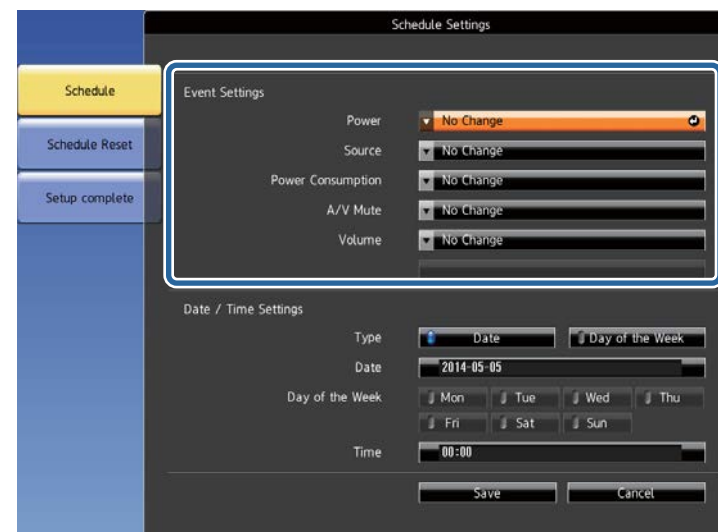 Schedule Settings
Schedule
Schedule Reset
Setup complete
Event Settings
Power No Change
Source No Change
Power Consumption No Change
A/V Mute No Change
Volume No Change
Date / Time Settings
Type Date Day of the Week
Date 2014-05-05
Day of the Week Mon Tue Wed Thu
Fri Sat Sun
Time 00:00
Save Cancel